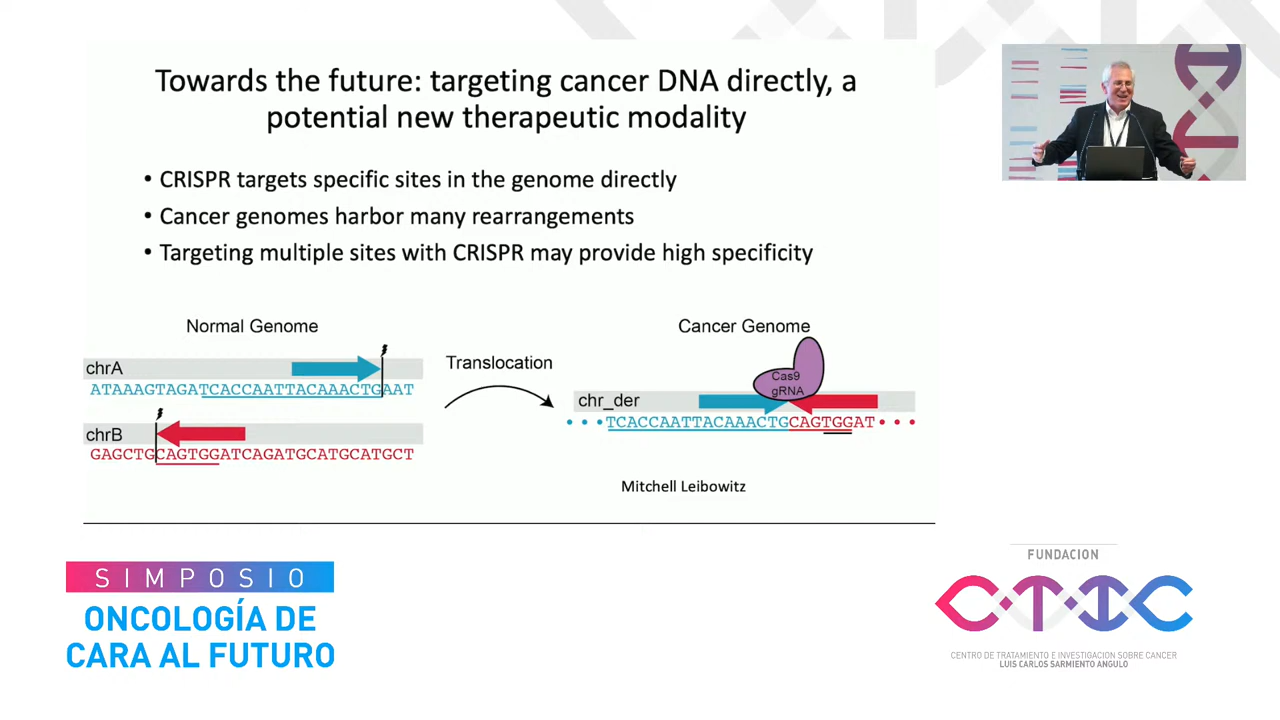 Towards the future: targeting cancer DNA directly, a
potential new therapeutic modality
• CRISPR targets specific sites in the genome directly
• Cancer genomes harbor many rearrangements
• Targeting multiple sites with CRISPR may provide high specificity
Normal Genome
chrA
ATAAAGTAGATCACCAATTACAAACTGAAT
chrB
GAGCTGCAGTGGATCAGATGCATGCATGCT
Translocation
Cancer Genome
Cas9
gRNA
chr_der
•••TCACCAATTACAAACTGCAGTGGAT•••
Mitchell Leibowitz
SIMPOSIO
ONCOLOGÍA DE
CARA AL FUTURO
FUNDACION
CTIC
CENTRO DE TRATAMIENTO E INVESTIGACION SOBRE CANCER
LUIS CARLOS SARMIENTO ANGULO